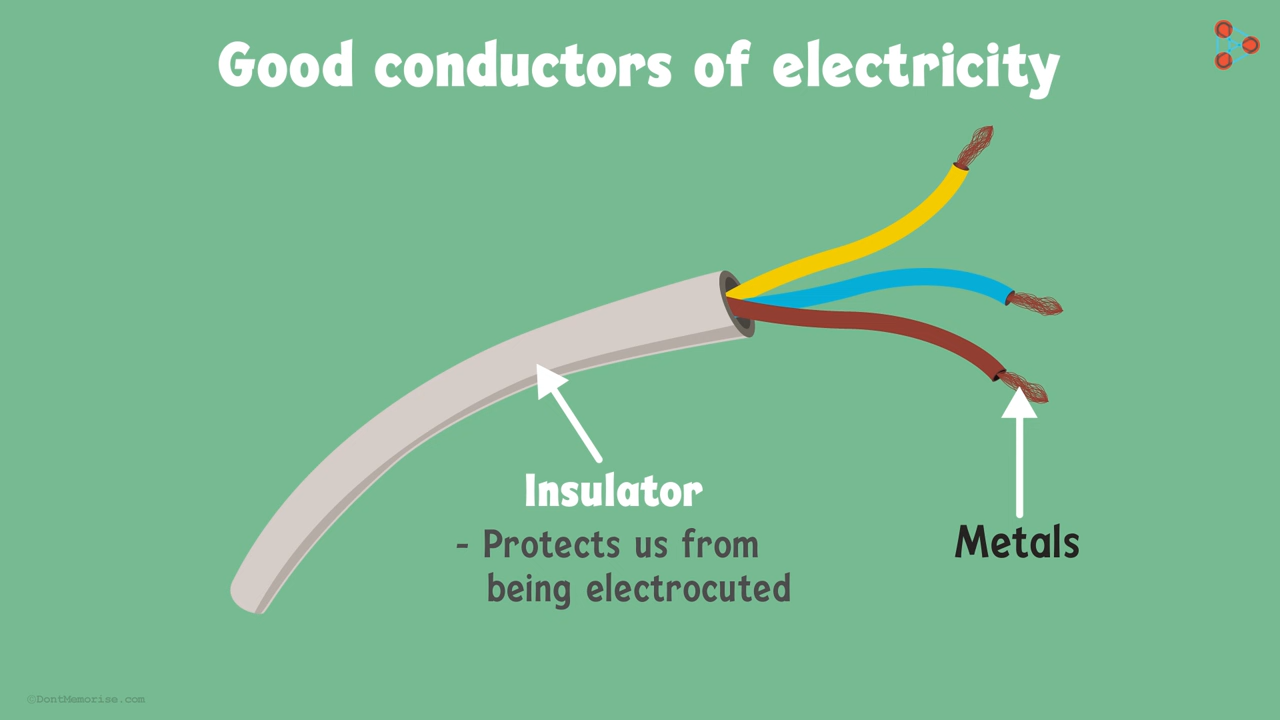 Good conductors of electricity
Insulator
- Protects us from
being electrocuted
Metals
©DontMemorise.com